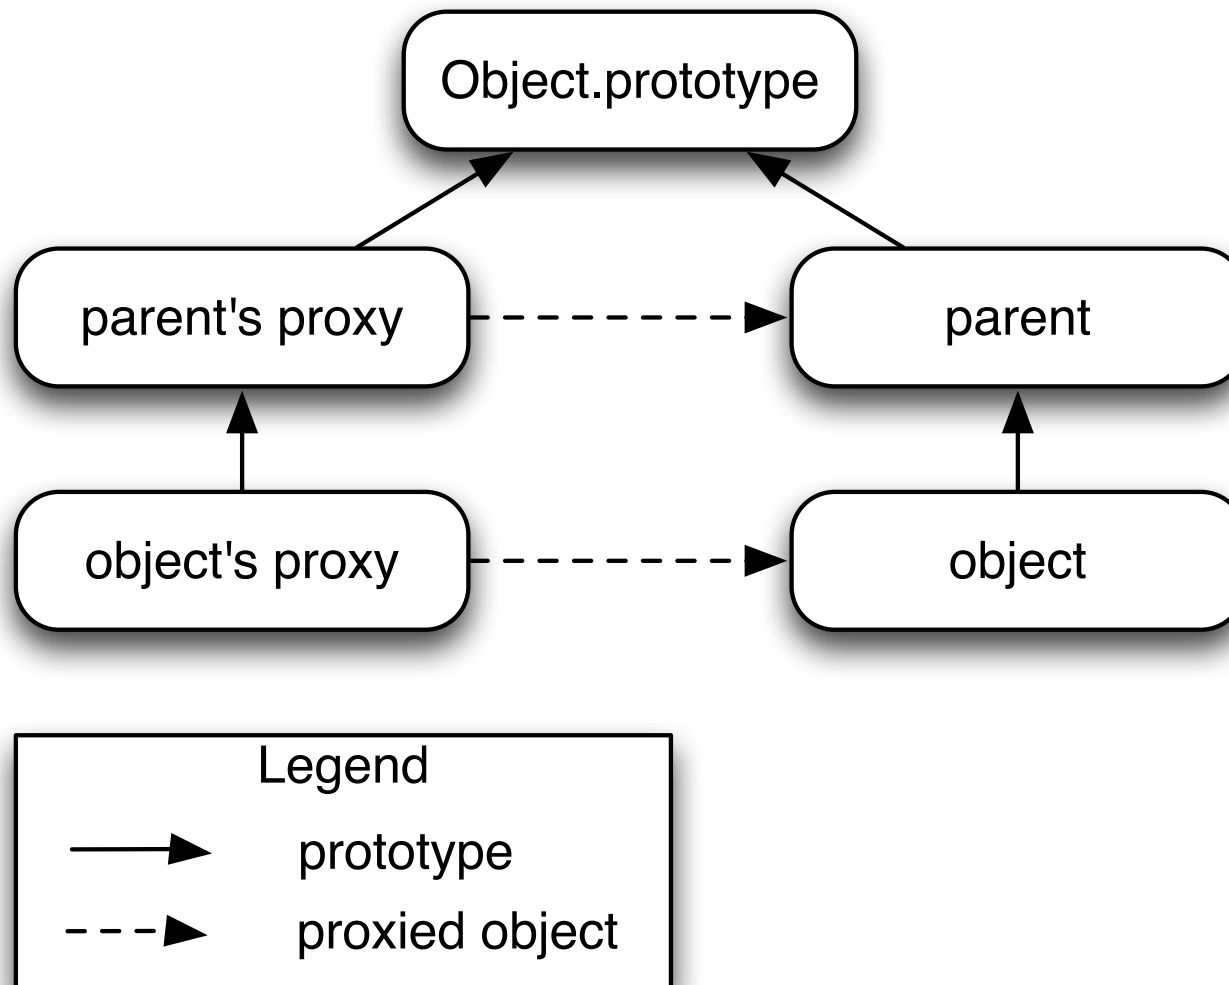 Object.prototype
parent's proxy
parent
object's proxy
object
Legend
prototype
proxied object